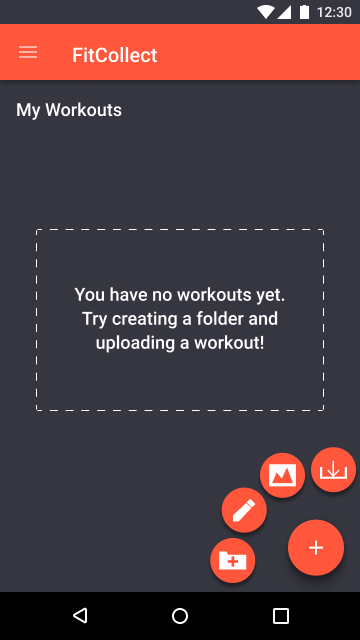 12:30
FitCollect
My Workouts
You have no workouts yet.
Try creating a folder and
uploading a workout!